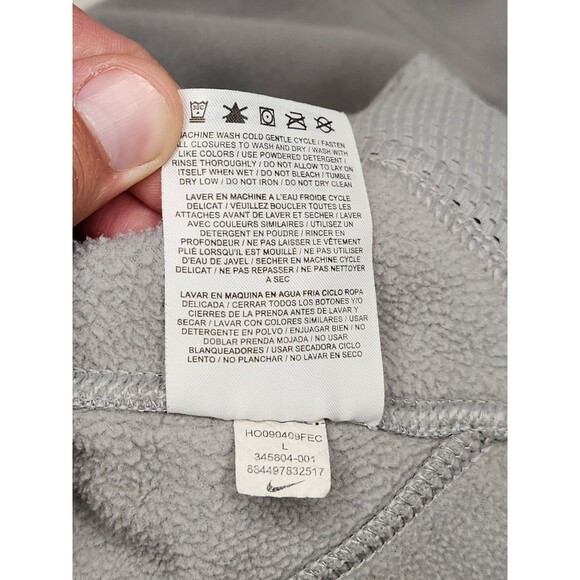 30C
MACHINE WASH COLD GENTLE CYCLE / FASTEN
ALL CLOSURES TO WASH AND DRY / WASH WITH
LIKE COLORS / USE POWDERED DETERGENT /
RINSE THOROUGHLY / DO NOT ALLOW TO LAY ON
ITSELF WHEN WET / DO NOT BLEACH / TUMBLE
DRY LOW / DO NOT IRON / DO NOT DRY CLEAN
LAVER EN MACHINE A L'EAU FROIDE CYCLE
DELICAT / VEUILLEZ BOUCLER TOUTES LES
ATTACHES AVANT DE LAVER ET SECHER / LAVER
AVEC COULEURS SIMILAIRES / UTILISEZ UN
DETERGENT EN POUDRE / RINCER EN
PROFONDEUR / NE PAS LAISSER LE VÊTEMENT
PLIÉ LORSQU'IL EST MOUILLÉ / NE PAS UTILISER
D'EAU DE JAVEL / SECHER EN MACHINE CYCLE
DELICAT / NE PAS REPASSER / NE PAS NETTOYER
A SEC
LAVAR EN MAQUINA EN AGUA FRIA CICLO ROPA
DELICADA / CERRAR TODOS LOS BOTONES Y/O
CIERRES DE LA PRENDA ANTES DE LAVAR Y
SECAR / LAVAR CON COLORES SIMILARES / USAR
DETERGENTE EN POLVO / ENJUAGAR BIEN / NO
DOBLAR PRENDA MOJADA / NO USAR
BLANQUEADORES / USAR SECADORA CICLO
LENTO / NO PLANCHAR / NO LAVAR EN SECO
HO090409FEC
L
345804-001
884497832517